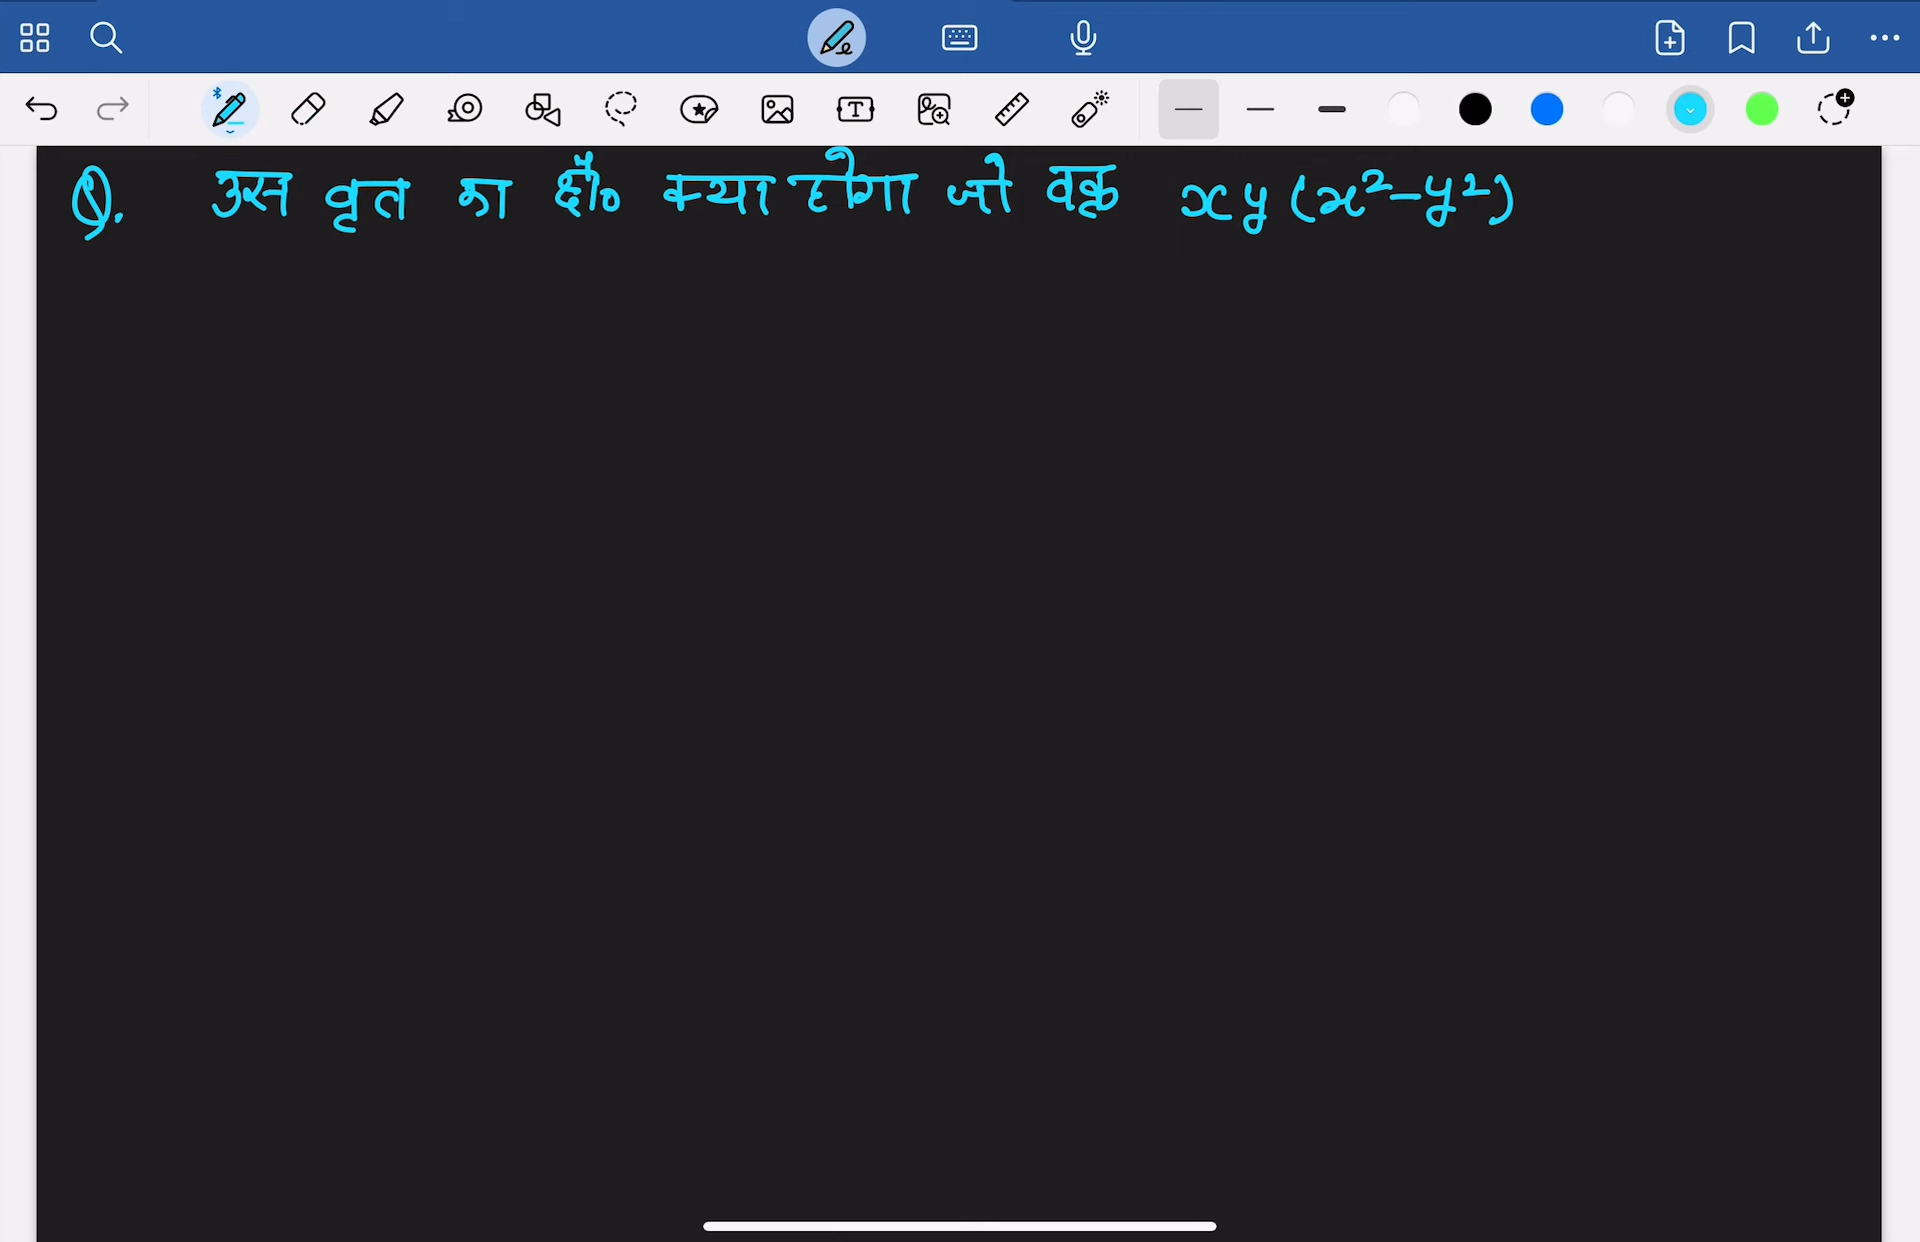 Q. उस वृत का क्षै० क्या होगा जो वक्र xy(x²-y²)